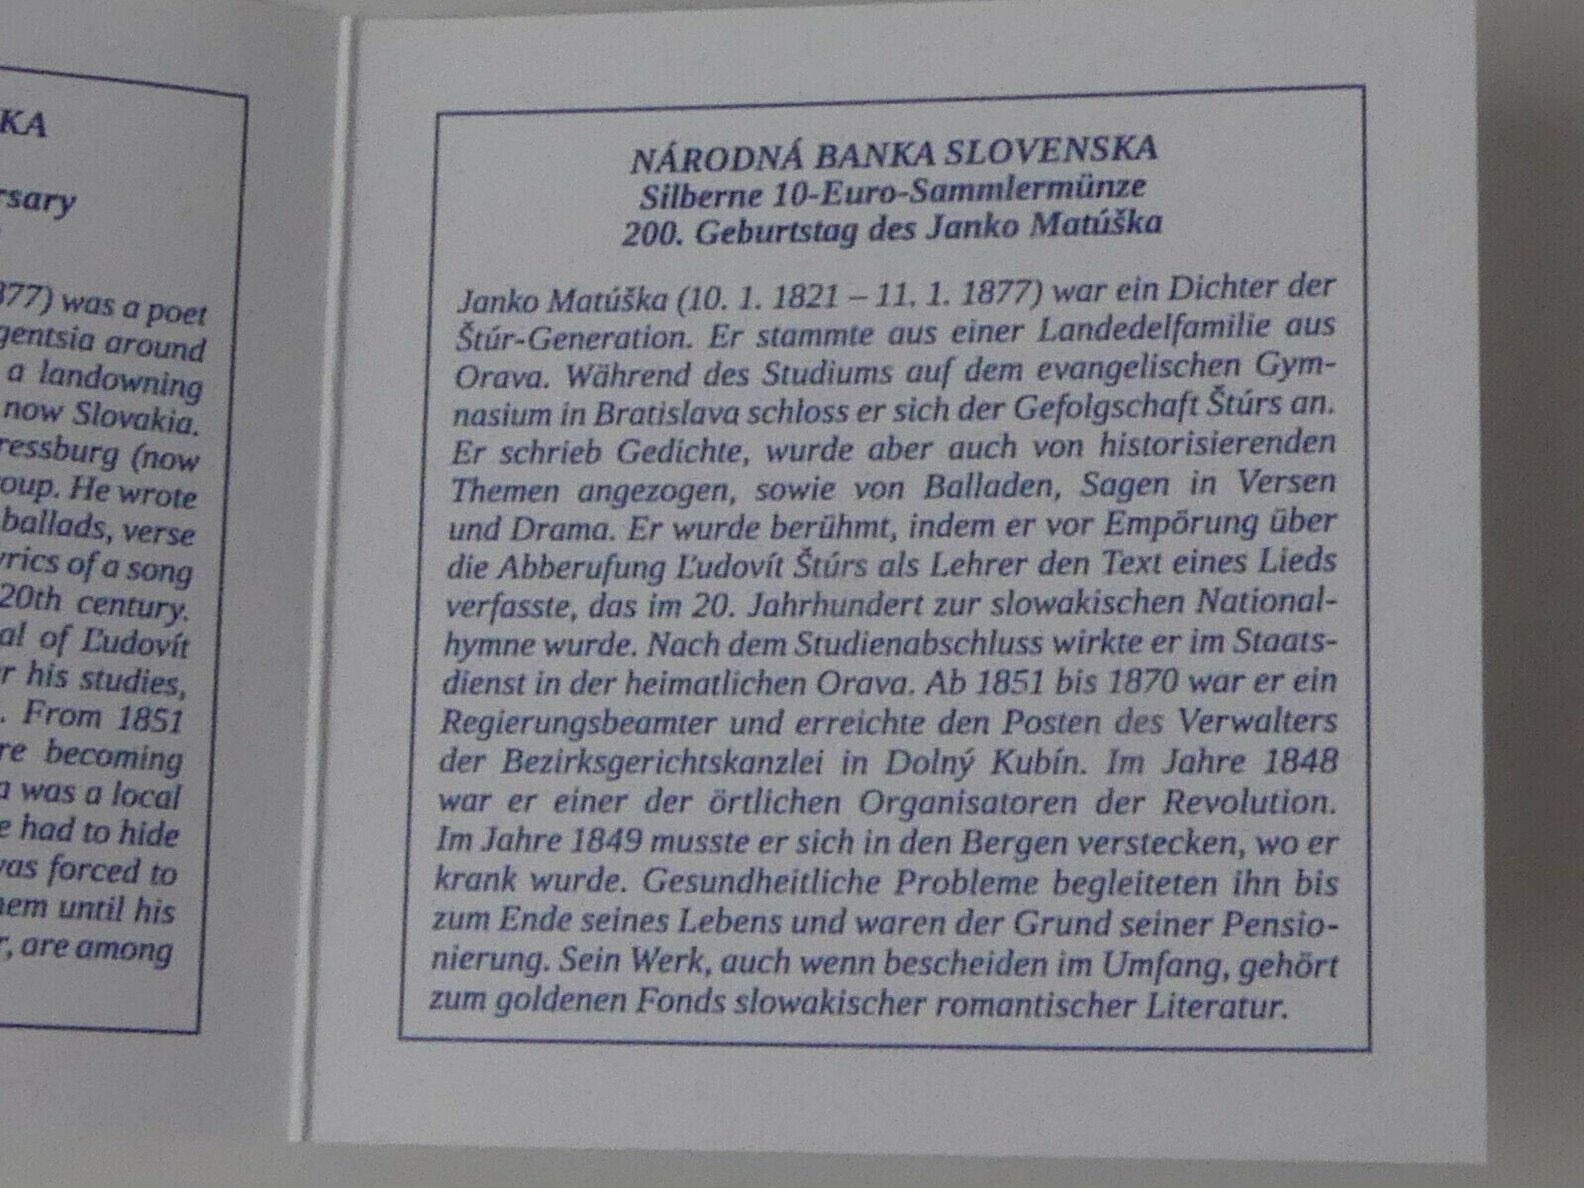 KA
rsary
877) was a poet
gentsia around
a landowning
now Slovakia.
ressburg (now
oup. He wrote
ballads, verse
yrics of a song
20th century.
al of Ľudovít
r his studies,
. From 1851
re becoming
a was a local
e had to hide
was forced to
hem until his
r, are among
NÁRODNÁ BANKA SLOVENSKA
Silberne 10-Euro-Sammlermünze
200. Geburtstag des Janko Matúška
Janko Matúška (10. 1. 1821 – 11. 1. 1877) war ein Dichter der
Štúr-Generation. Er stammte aus einer Landedelfamilie aus
Orava. Während des Studiums auf dem evangelischen Gym-
nasium in Bratislava schloss er sich der Gefolgschaft Štúrs an.
Er schrieb Gedichte, wurde aber auch von historisierenden
Themen angezogen, sowie von Balladen, Sagen in Versen
und Drama. Er wurde berühmt, indem er vor Empörung über
die Abberufung Ľudovít Štúrs als Lehrer den Text eines Lieds
verfasste, das im 20. Jahrhundert zur slowakischen National-
hymne wurde. Nach dem Studienabschluss wirkte er im Staats-
dienst in der heimatlichen Orava. Ab 1851 bis 1870 war er ein
Regierungsbeamter und erreichte den Posten des Verwalters
der Bezirksgerichtskanzlei in Dolný Kubín. Im Jahre 1848
war er einer der örtlichen Organisatoren der Revolution.
Im Jahre 1849 musste er sich in den Bergen verstecken, wo er
krank wurde. Gesundheitliche Probleme begleiteten ihn bis
zum Ende seines Lebens und waren der Grund seiner Pensio-
nierung. Sein Werk, auch wenn bescheiden im Umfang, gehört
zum goldenen Fonds slowakischer romantischer Literatur.